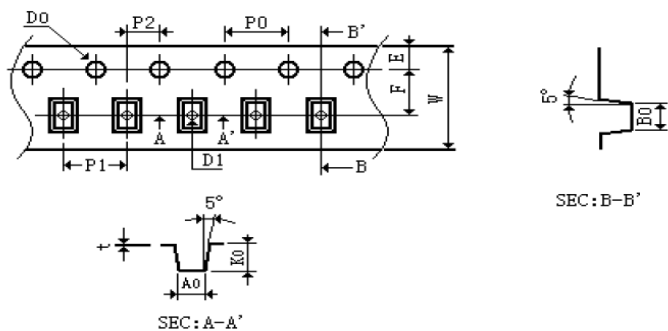 D0
P2
P0
B'
E
F
W
A
A'
P1
D1
B
5°
B0
SEC:B-B'
5°
t
K0
A0
SEC:A-A'